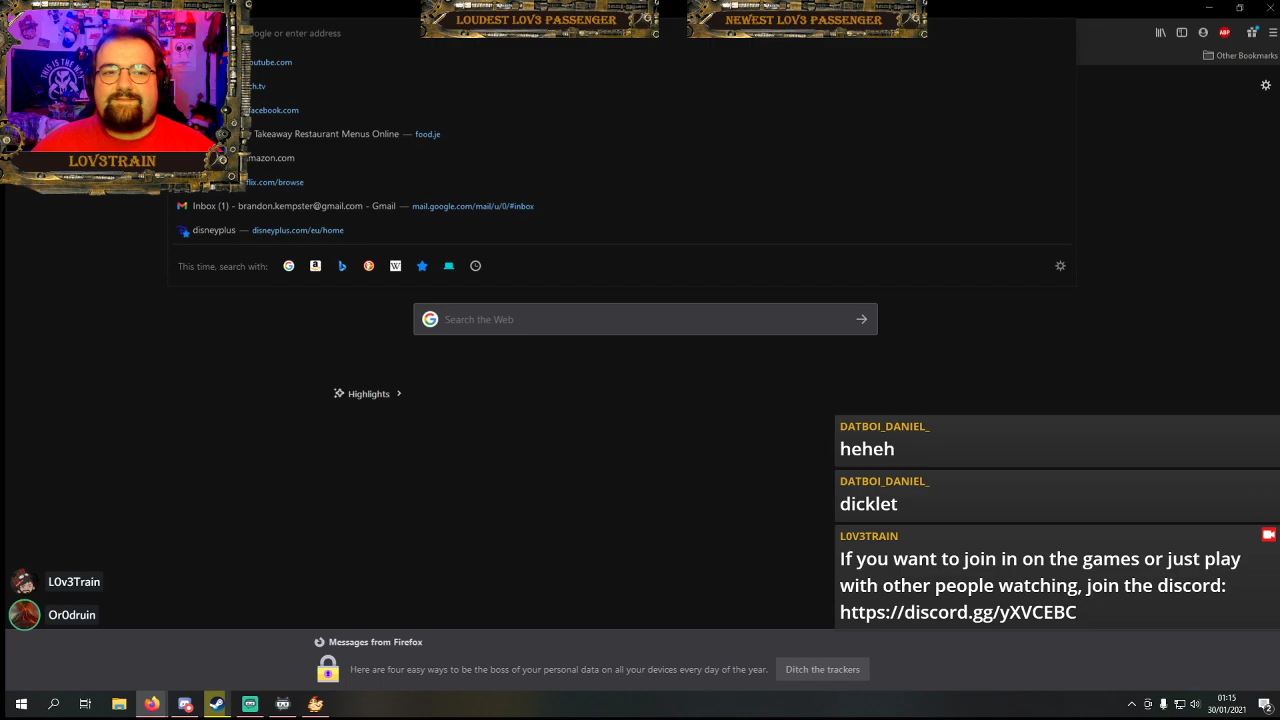 LOUDEST LOV3 PASSENGER
NEWEST LOV3 PASSENGER
oogle or enter address
outube.com
ch.tv
acebook.com
Takeaway Restaurant Menus Online — food.je
mazon.com
flix.com/browse
Inbox (1) - brandon.kempster@gmail.com - Gmail — mail.google.com/mail/u/0/#inbox
disneyplus — disneyplus.com/eu/home
This time, search with:
Other Bookmarks
ABP
THIS IS THE WAY
LOV3TRAIN
Search the Web
Highlights
DATBOI_DANIEL_
heheh
DATBOI_DANIEL_
dicklet
L0V3TRAIN
If you want to join in on the games or just play
with other people watching, join the discord:
https://discord.gg/yXVCEBC
L0v3Train
Or0druin
Messages from Firefox
Here are four easy ways to be the boss of your personal data on all your devices every day of the year.
Ditch the trackers
01:15
30/01/2021